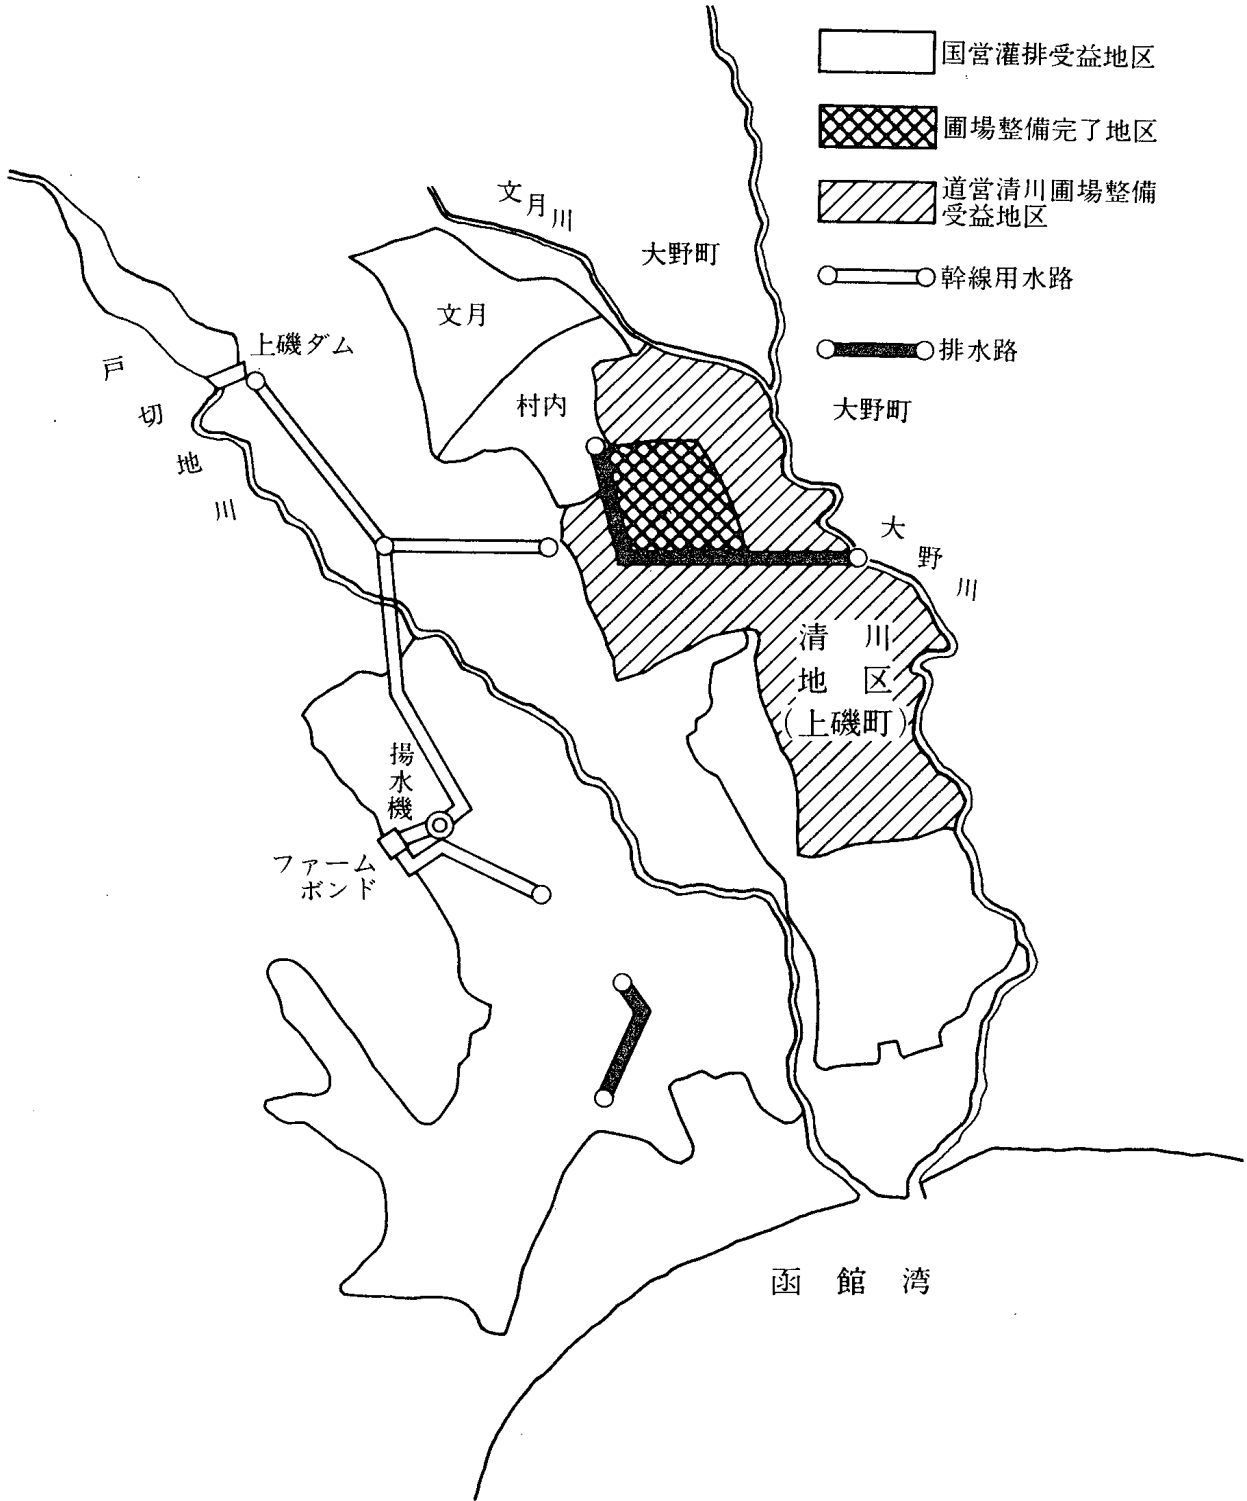 国営灌排受益地区
圃場整備完了地区
道営清川圃場整備
受益地区
幹線用水路
排水路
文月川
大野町
文月
上磯ダム
戸切地川
村内
大野町
大野川
清川
地区
(上磯町)
揚水機
ファーム
ボンド
函館湾